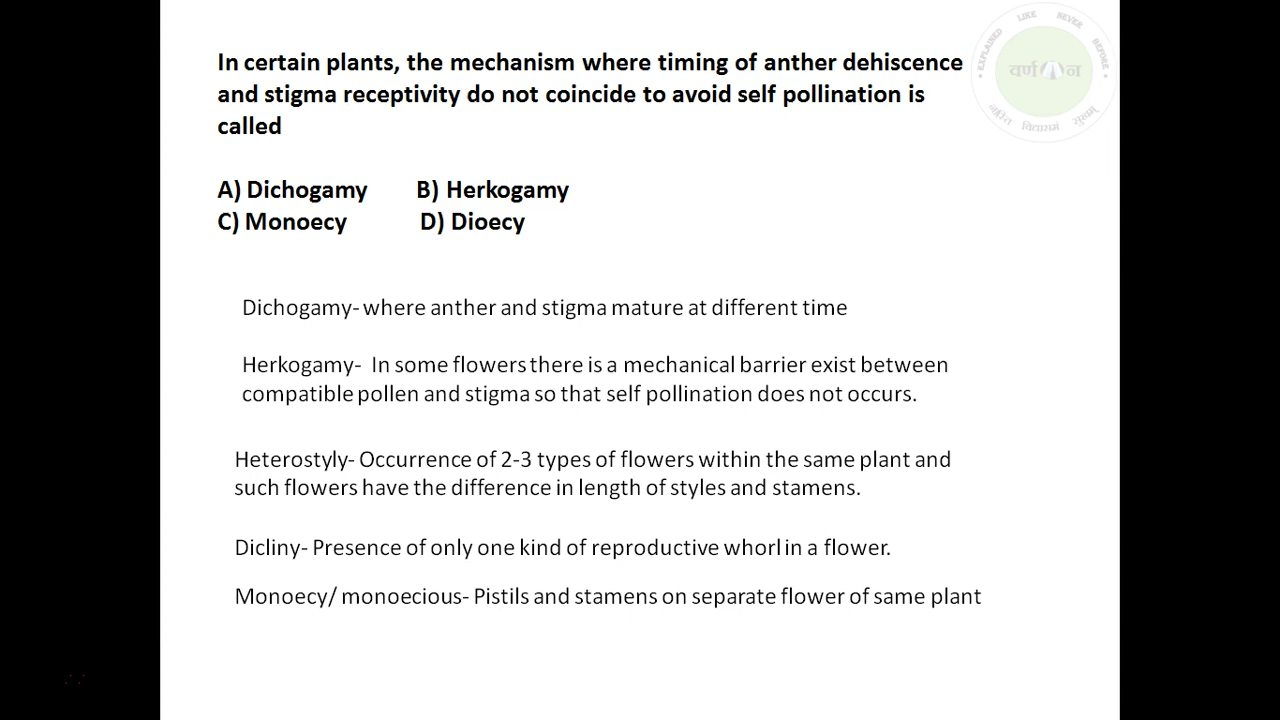 In certain plants, the mechanism where timing of anther dehiscence
and stigma receptivity do not coincide to avoid self pollination is
called
A) Dichogamy B) Herkogamy
C) Monoecy D) Dioecy
Dichogamy- where anther and stigma mature at different time
Herkogamy- In some flowers there is a mechanical barrier exist between
compatible pollen and stigma so that self pollination does not occurs.
Heterostyly- Occurrence of 2-3 types of flowers within the same plant and
such flowers have the difference in length of styles and stamens.
Dicliny- Presence of only one kind of reproductive whorl in a flower.
Monoecy/ monoecious- Pistils and stamens on separate flower of same plant
• EXPLAINED LIKE NEVER BEFORE •
वर्ण न